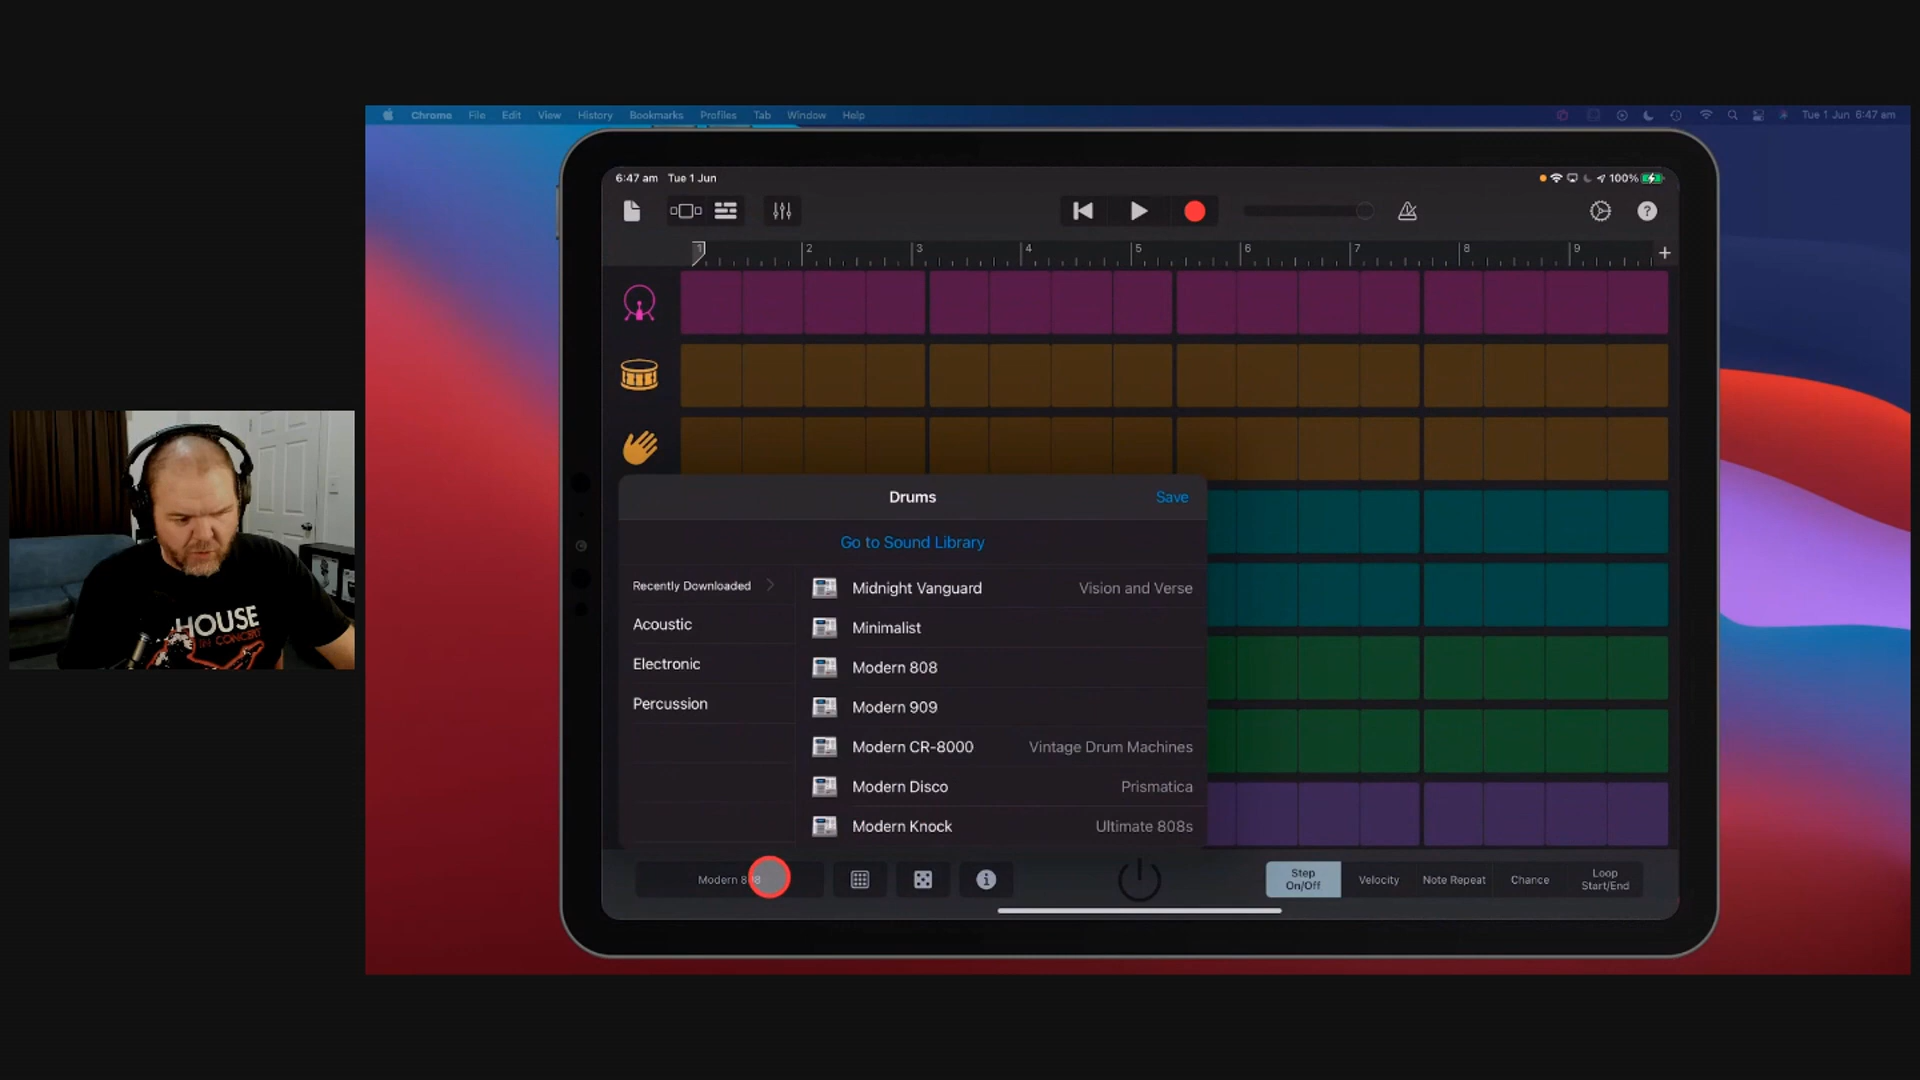 Chrome File Edit View History Bookmarks Profiles Tab Window Help
Tue 1 Jun 6:47 am
6:47 am Tue 1 Jun
100%
1 2 3 4 5 6 7 8 9 +
Drums
Save
Go to Sound Library
Recently Downloaded
Acoustic
Electronic
Percussion
Midnight Vanguard Vision and Verse
Minimalist
Modern 808
Modern 909
Modern CR-8000 Vintage Drum Machines
Modern Disco Prismatica
Modern Knock Ultimate 808s
HOUSE
IN CONCERT
Modern 808
Step
On/Off
Velocity
Note Repeat
Chance
Loop
Start/End